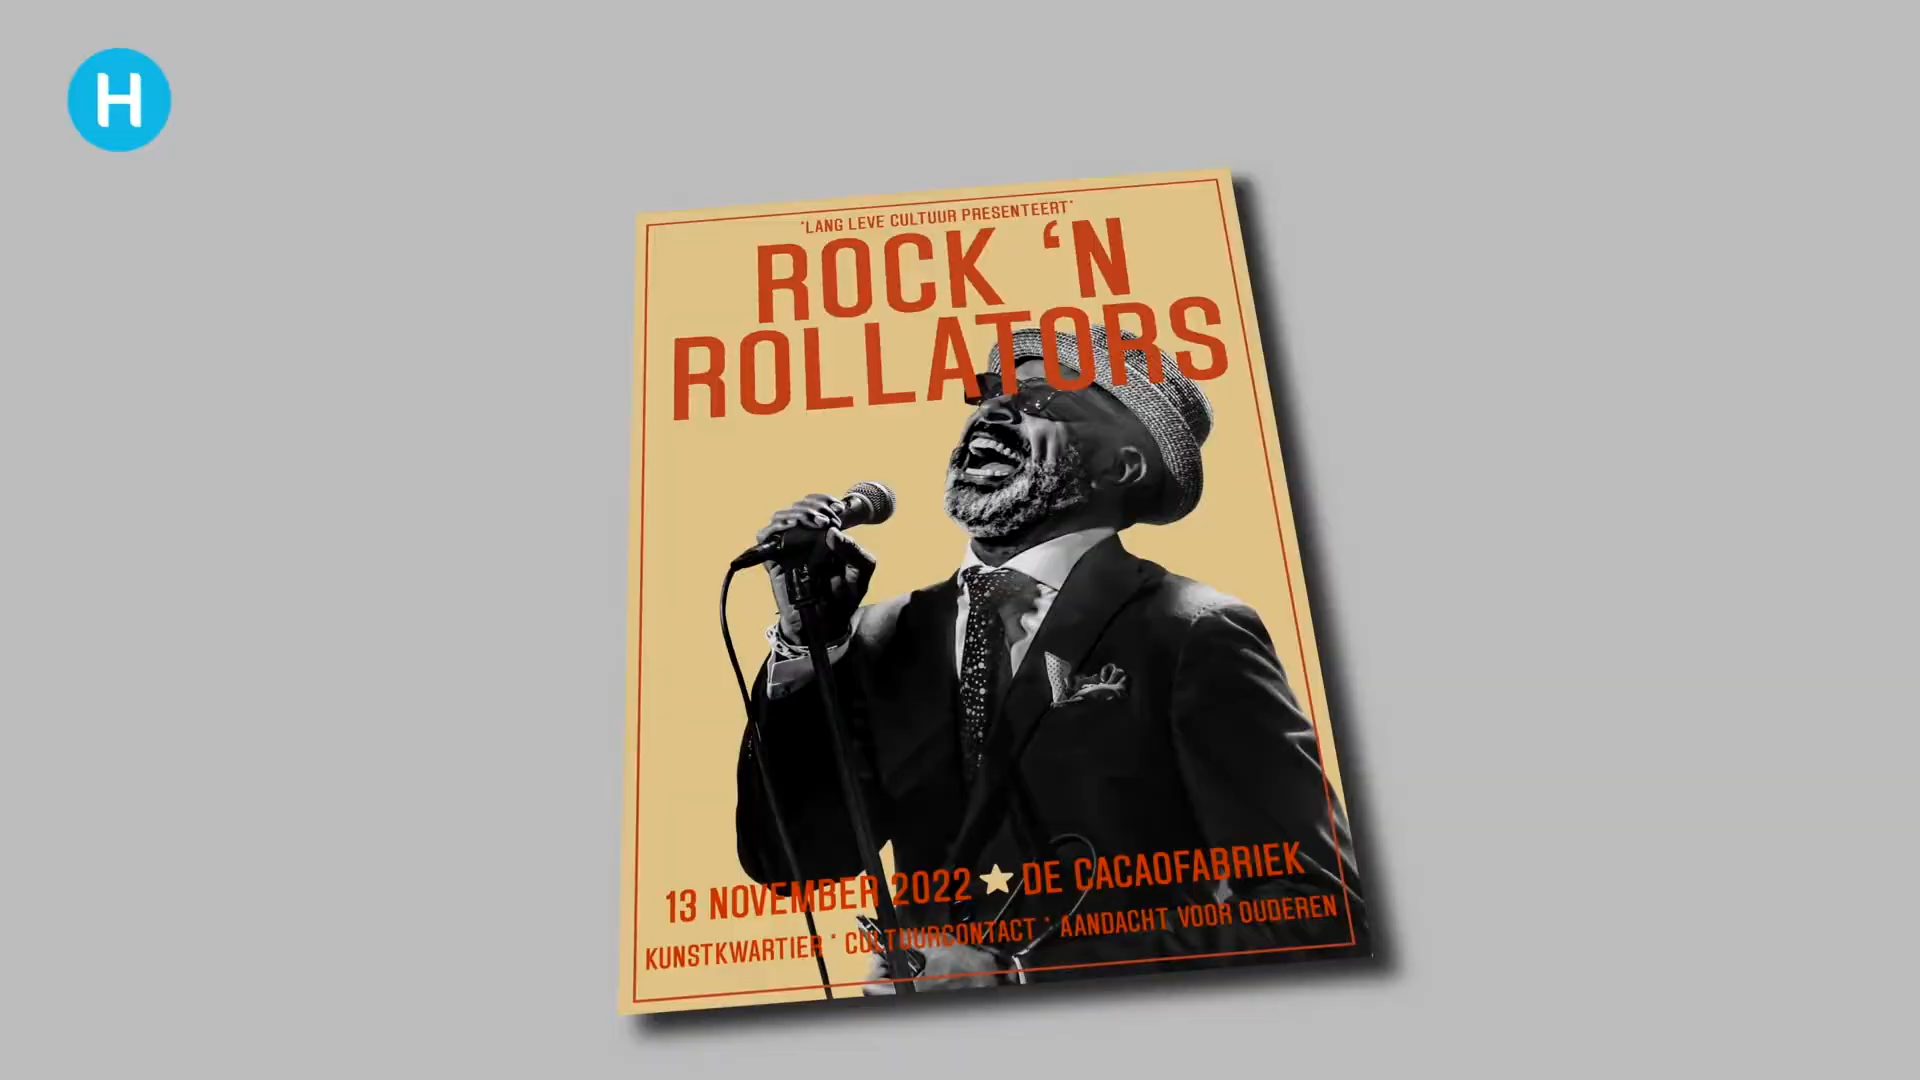 H
*LANG LEVE CULTUUR PRESENTEERT*
ROCK ‘N
ROLLATORS
13 NOVEMBER 2022 ★ DE CACAOFABRIEK
KUNSTKWARTIER * CULTUURCONTACT * AANDACHT VOOR OUDEREN